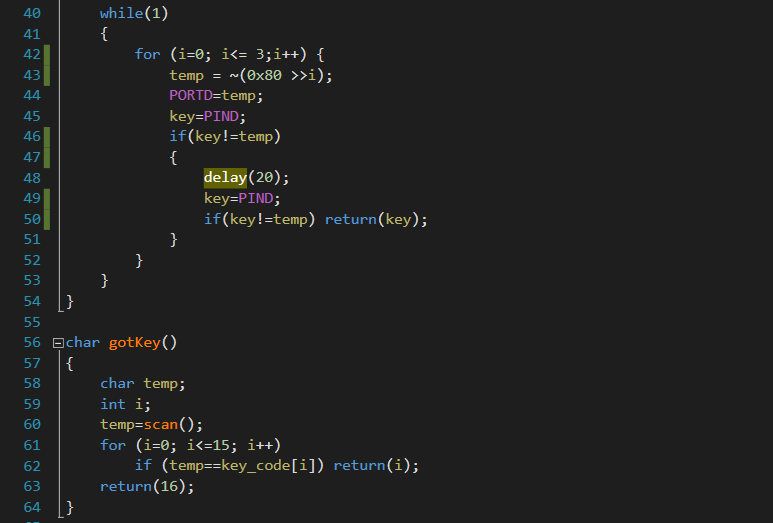 40 while(1)
41 {
42 for (i=0; i<= 3;i++) {
43 temp = ~(0x80 >>i);
44 PORTD=temp;
45 key=PIND;
46 if(key!=temp)
47 {
48 delay(20);
49 key=PIND;
50 if(key!=temp) return(key);
51 }
52 }
53 }
54 }
55
56 char gotKey()
57 {
58 char temp;
59 int i;
60 temp=scan();
61 for (i=0; i<=15; i++)
62 if (temp==key_code[i]) return(i);
63 return(16);
64 }